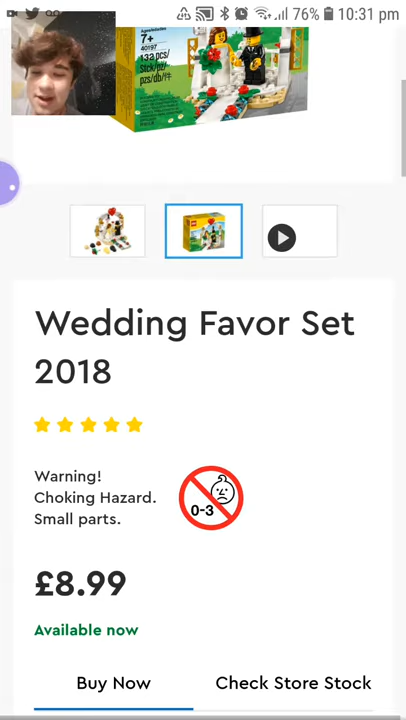 76% 10:31 pm
7+
40197
132 pcs/
Wedding Favor Set
2018
Warning!
Choking Hazard.
Small parts.
0-3
£8.99
Available now
Buy Now
Check Store Stock